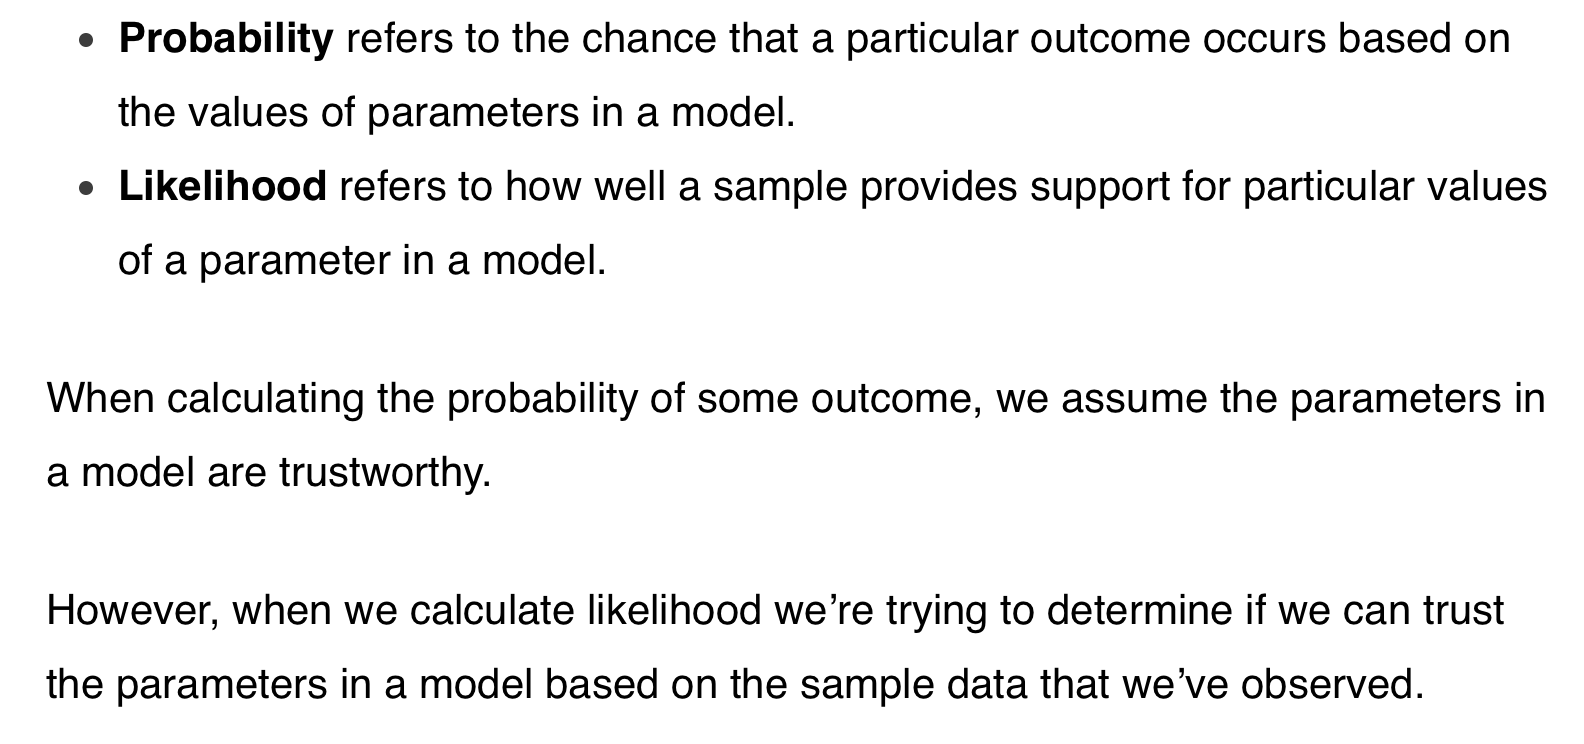 • Probability refers to the chance that a particular outcome occurs based on
the values of parameters in a model.
• Likelihood refers to how well a sample provides support for particular values
of a parameter in a model.
When calculating the probability of some outcome, we assume the parameters in
a model are trustworthy.
However, when we calculate likelihood we’re trying to determine if we can trust
the parameters in a model based on the sample data that we’ve observed.